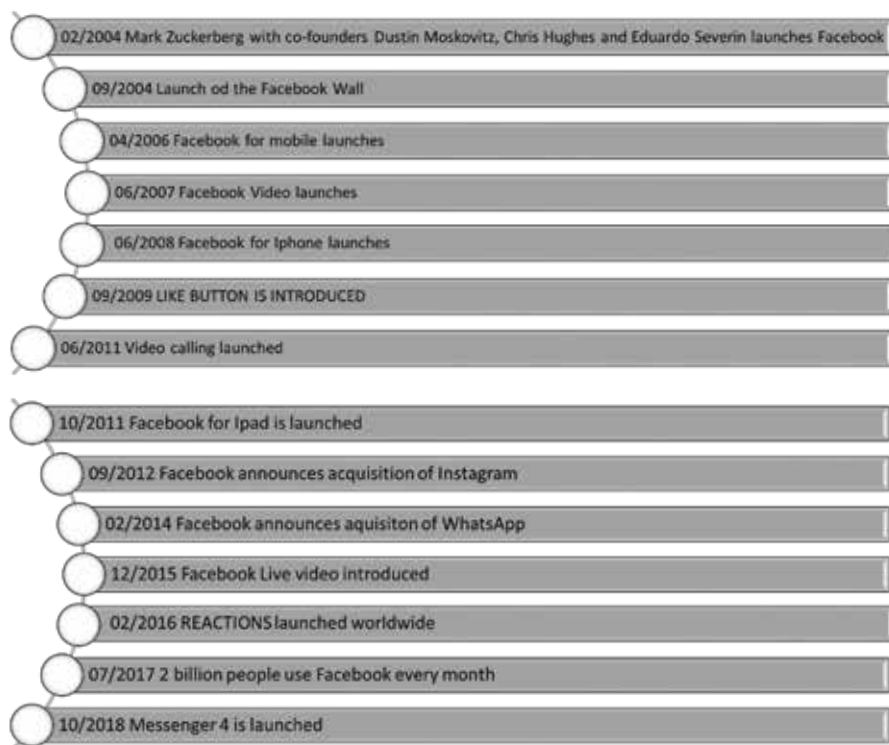 02/2004 Mark Zuckerberg with co-founders Dustin Moskovitz, Chris Hughes and Eduardo Severin launches Facebook
09/2004 Launch od the Facebook Wall
04/2006 Facebook for mobile launches
06/2007 Facebook Video launches
06/2008 Facebook for Iphone launches
09/2009 LIKE BUTTON IS INTRODUCED
06/2011 Video calling launched
10/2011 Facebook for Ipad is launched
09/2012 Facebook announces acquisition of Instagram
02/2014 Facebook announces aquisiton of WhatsApp
12/2015 Facebook Live video introduced
02/2016 REACTIONS launched worldwide
07/2017 2 billion people use Facebook every month
10/2018 Messenger 4 is launched